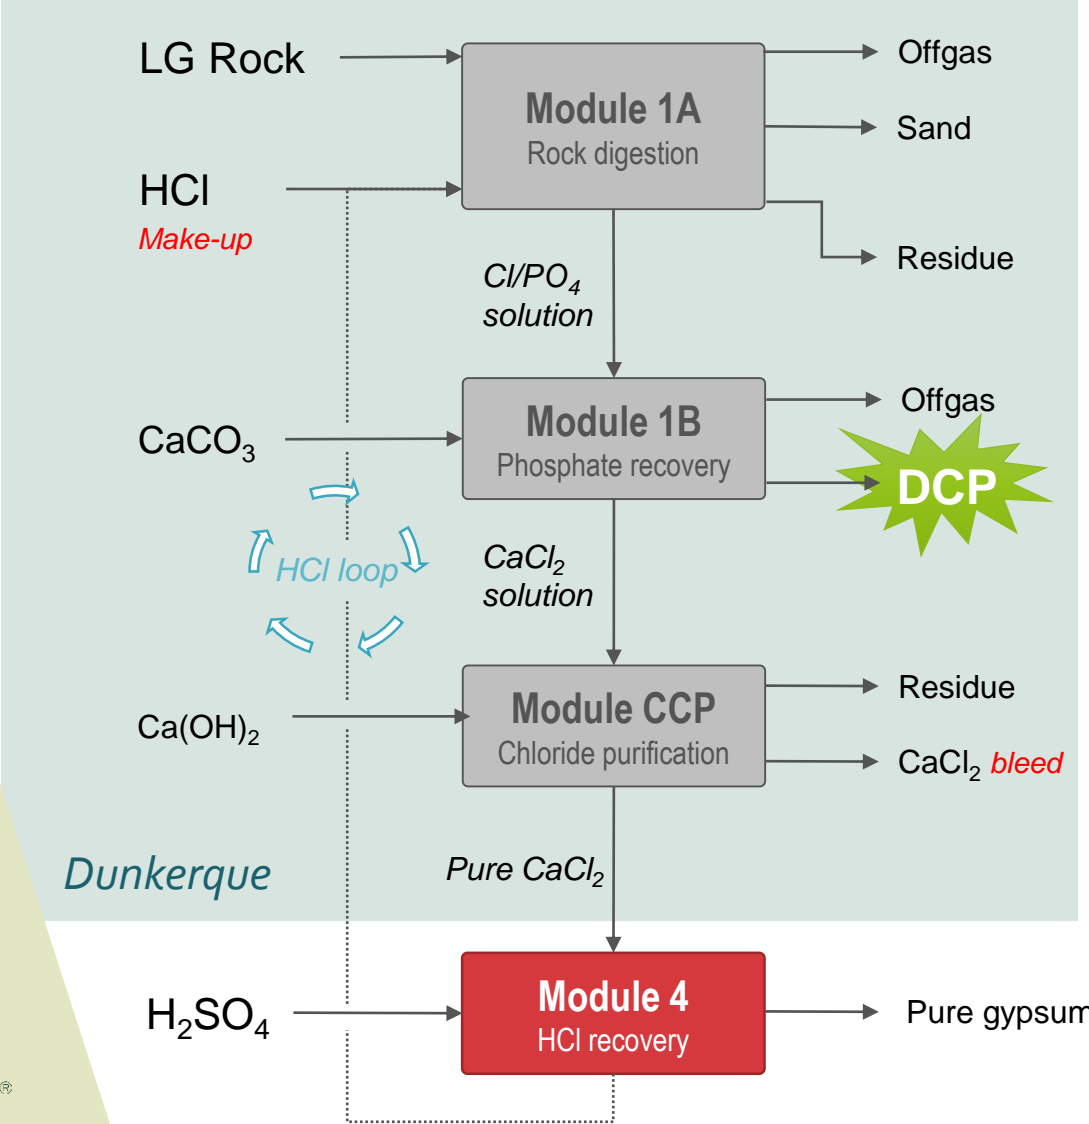 LG Rock
Module 1A
Rock digestion
Offgas
Sand
HCl
Make-up
Residue
Cl/PO₄
solution
CaCO₃
Module 1B
Phosphate recovery
Offgas
DCP
HCl loop
CaCl₂
solution
Ca(OH)₂
Module CCP
Chloride purification
Residue
CaCl₂ bleed
Dunkerque
Pure CaCl₂
H₂SO₄
Module 4
HCl recovery
Pure gypsum
®